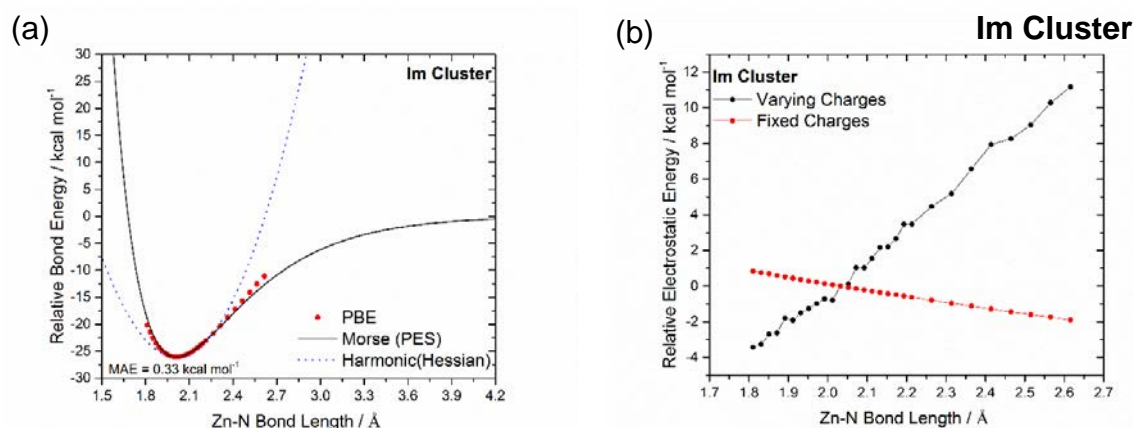 (a)
Relative Bond Energy / kcal mol⁻¹
30
25
20
15
10
5
0
-5
-10
-15
-20
-25
-30
Im Cluster
PBE
Morse (PES)
Harmonic(Hessian)
MAE = 0.33 kcal mol⁻¹
1.5 1.8 2.1 2.4 2.7 3.0 3.3 3.6 3.9 4.2
Zn-N Bond Length / Å
(b)
Im Cluster
Relative Electrostatic Energy / kcal mol⁻¹
12
10
8
6
4
2
0
-2
-4
Im Cluster
Varying Charges
Fixed Charges
1.7 1.8 1.9 2.0 2.1 2.2 2.3 2.4 2.5 2.6 2.7
Zn-N Bond Length / Å